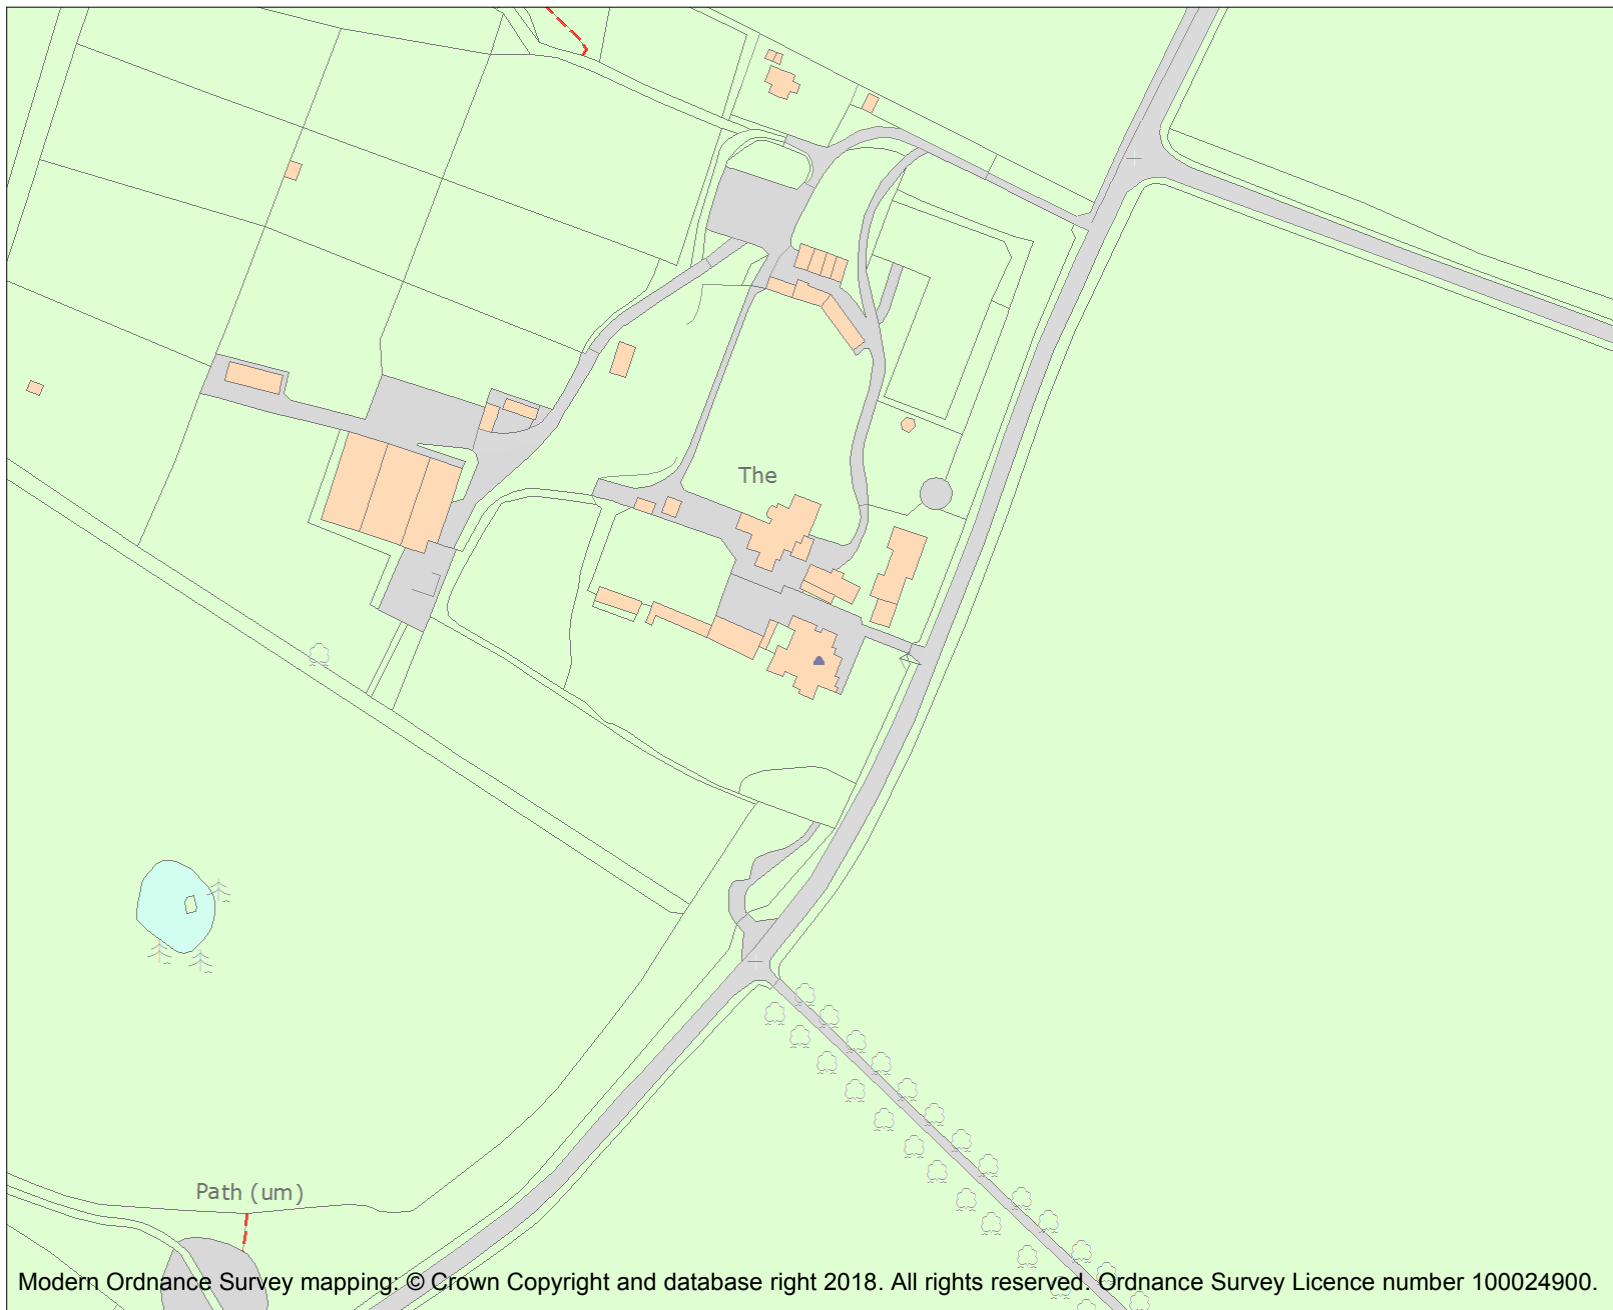 The
Path (um)
Modern Ordnance Survey mapping: © Crown Copyright and database right 2018. All rights reserved. Ordnance Survey Licence number 100024900.